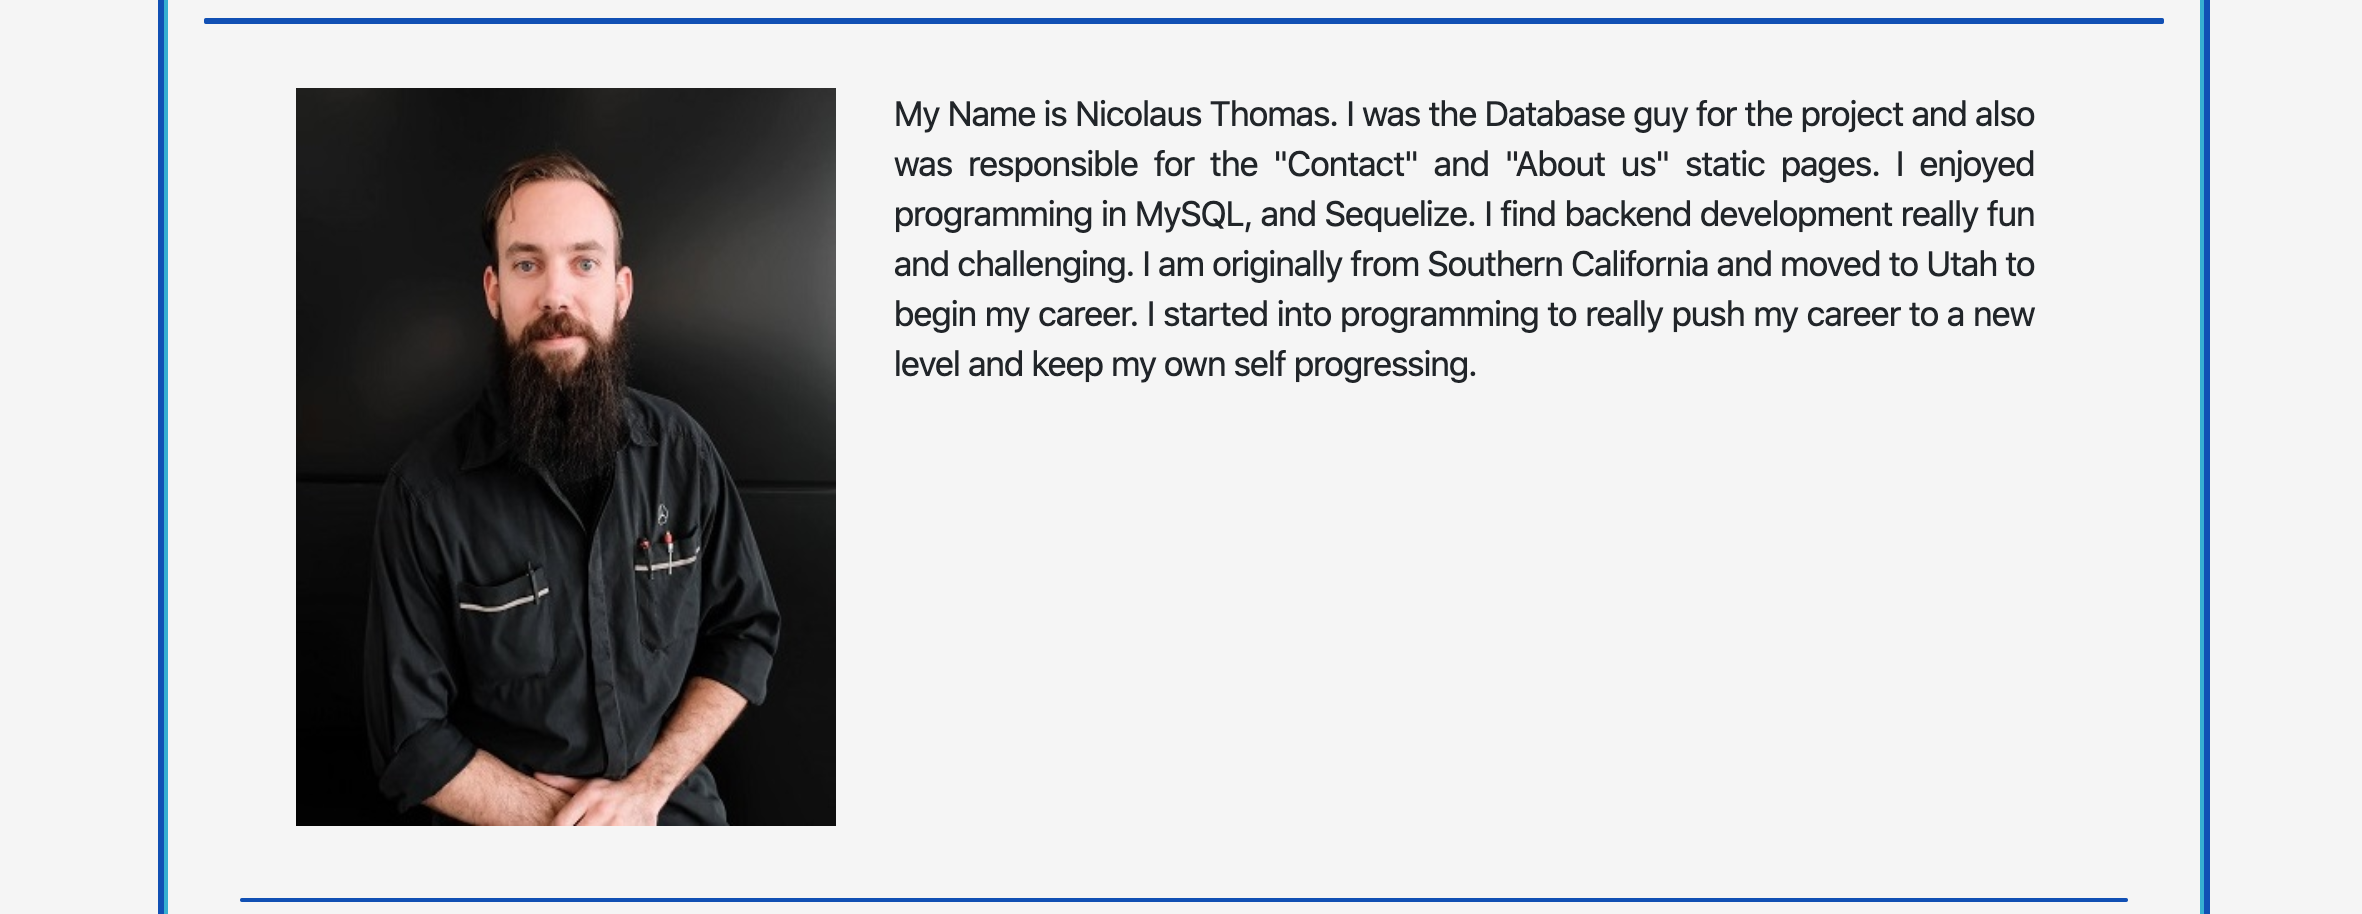 My Name is Nicolaus Thomas. I was the Database guy for the project and also
was responsible for the "Contact" and "About us" static pages. I enjoyed
programming in MySQL, and Sequelize. I find backend development really fun
and challenging. I am originally from Southern California and moved to Utah to
begin my career. I started into programming to really push my career to a new
level and keep my own self progressing.